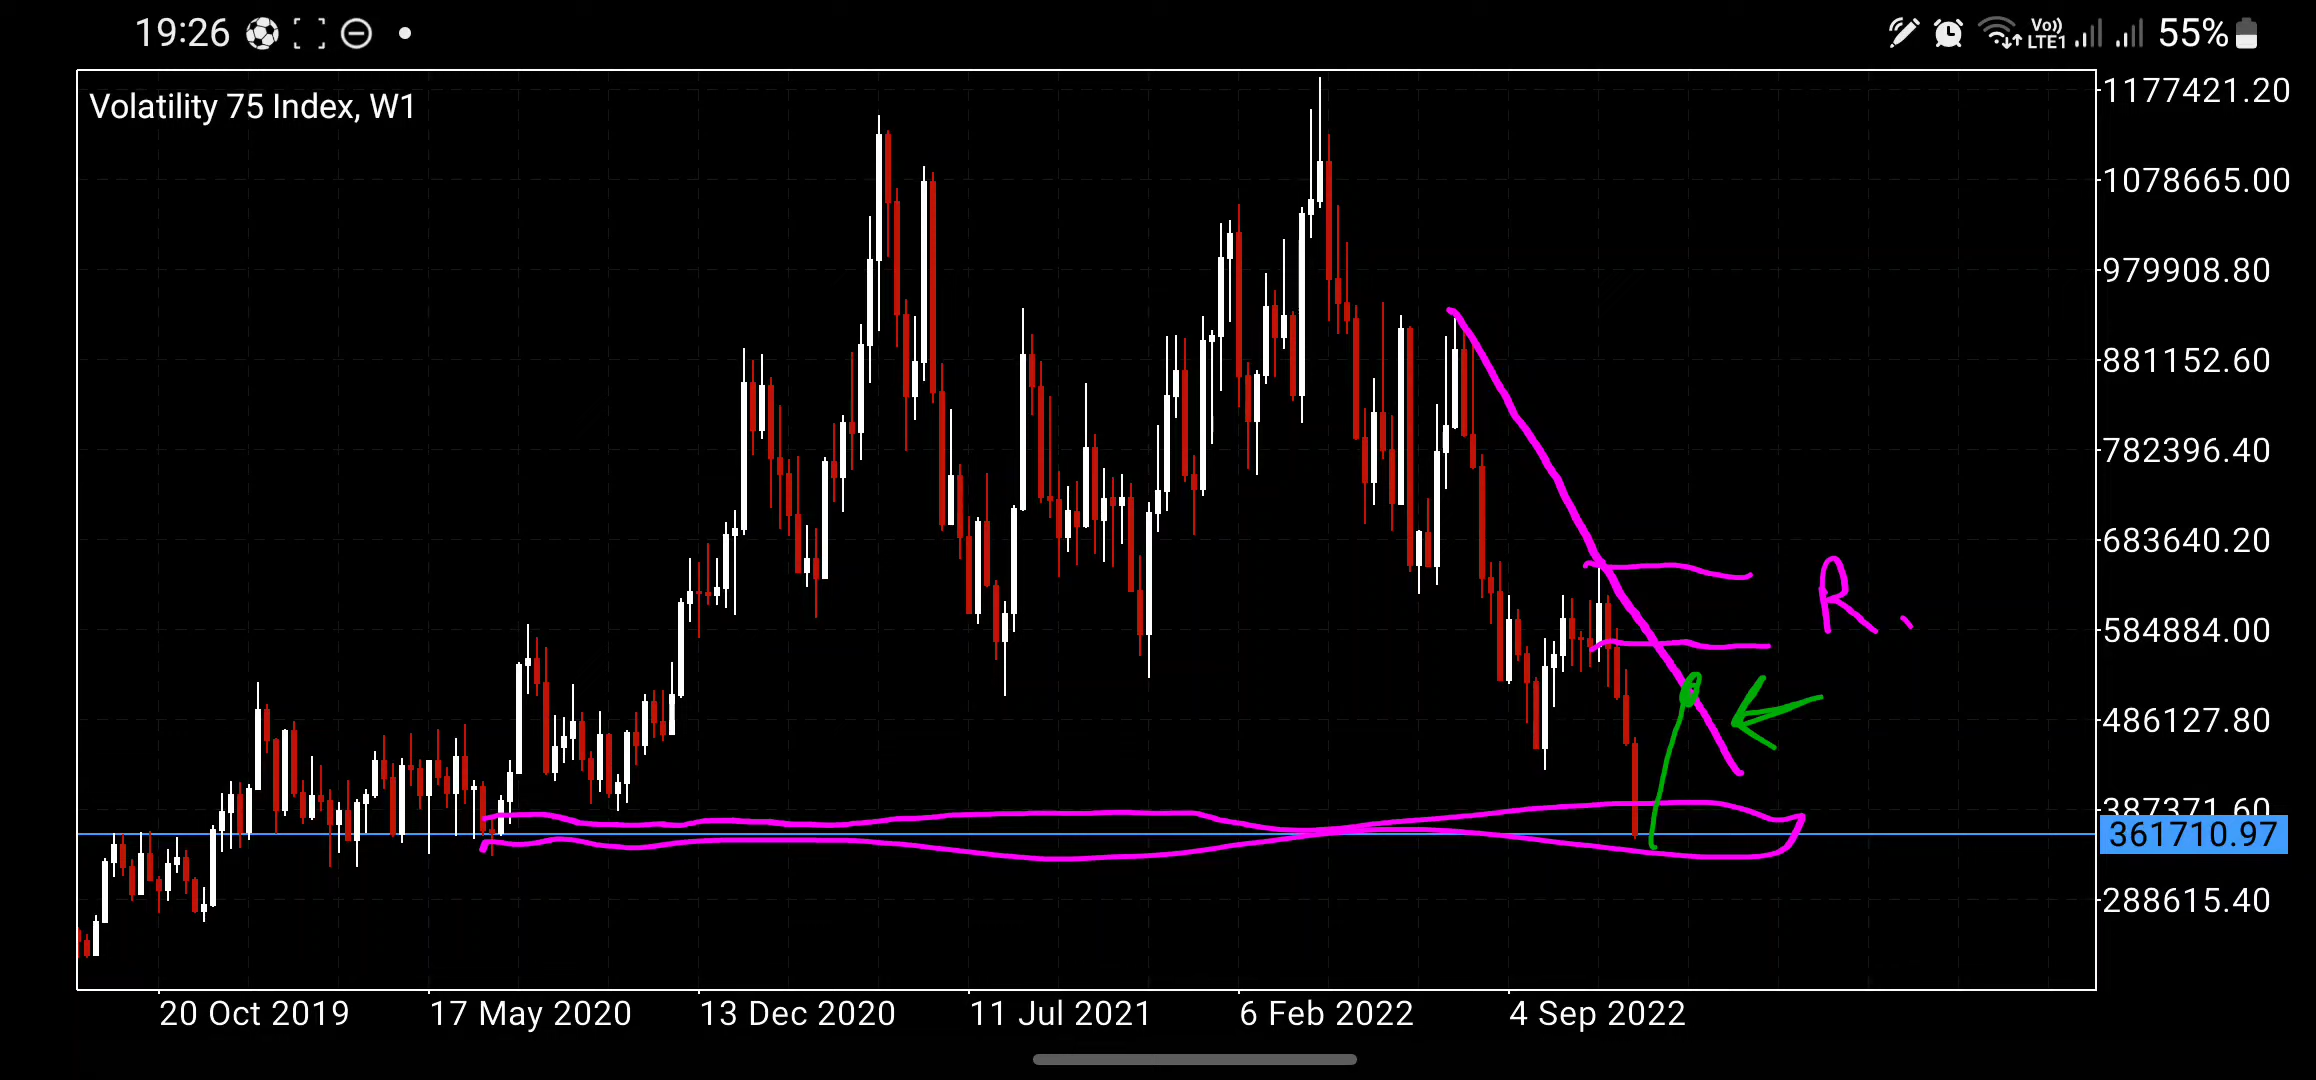 19:26 Vo)) LTE1 55%
Volatility 75 Index, W1
1177421.20
1078665.00
979908.80
881152.60
782396.40
683640.20
R..
584884.00
486127.80
387371.60
361710.97
288615.40
20 Oct 2019 17 May 2020 13 Dec 2020 11 Jul 2021 6 Feb 2022 4 Sep 2022